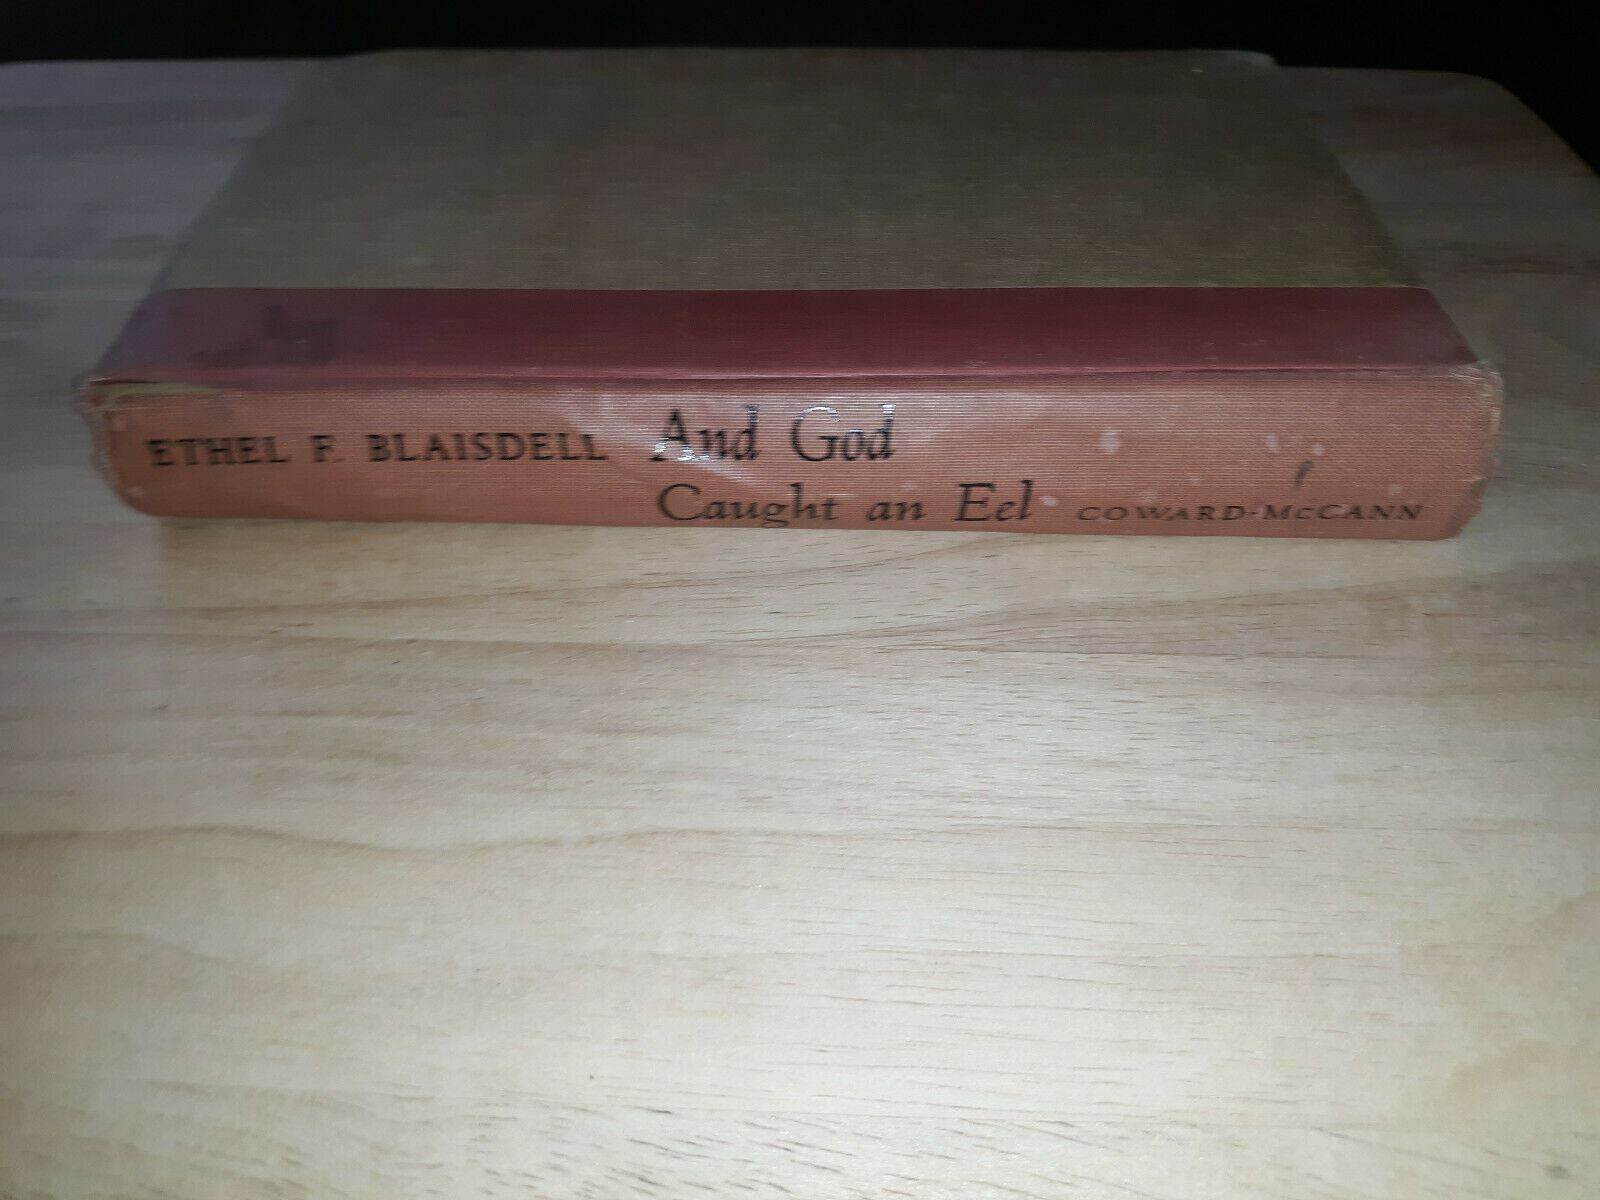 ETHEL F. BLAISDELL
And God
Caught an Eel
COWARD-McCANN